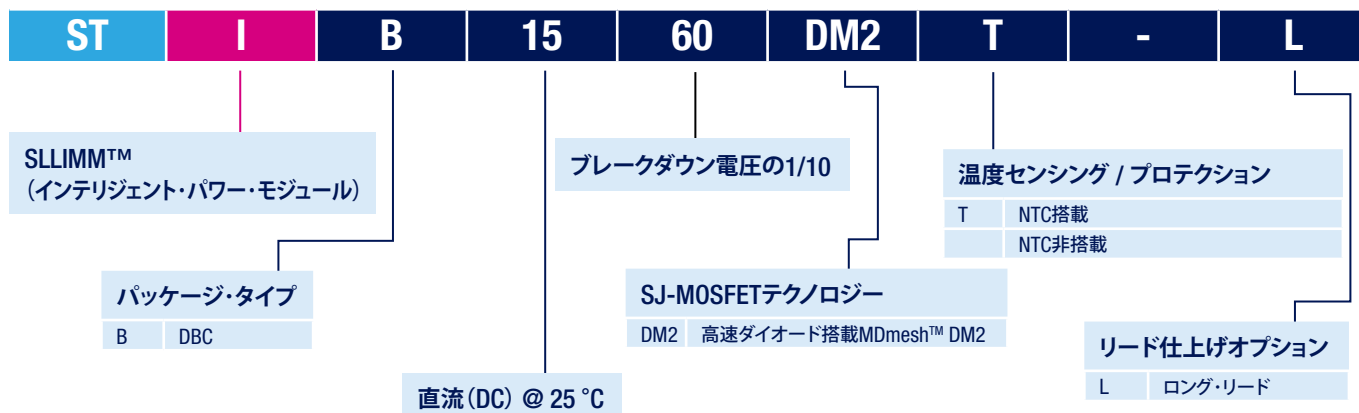 ST I B 15 60 DM2 T - L
SLLIMM™
（インテリジェント・パワー・モジュール）
ブレークダウン電圧の1/10
温度センシング / プロテクション
T NTC搭載
NTC非搭載
パッケージ・タイプ
B DBC
SJ-MOSFETテクノロジー
DM2 高速ダイオード搭載MDmesh™ DM2
リード仕上げオプション
L ロング・リード
直流（DC） @ 25 °C